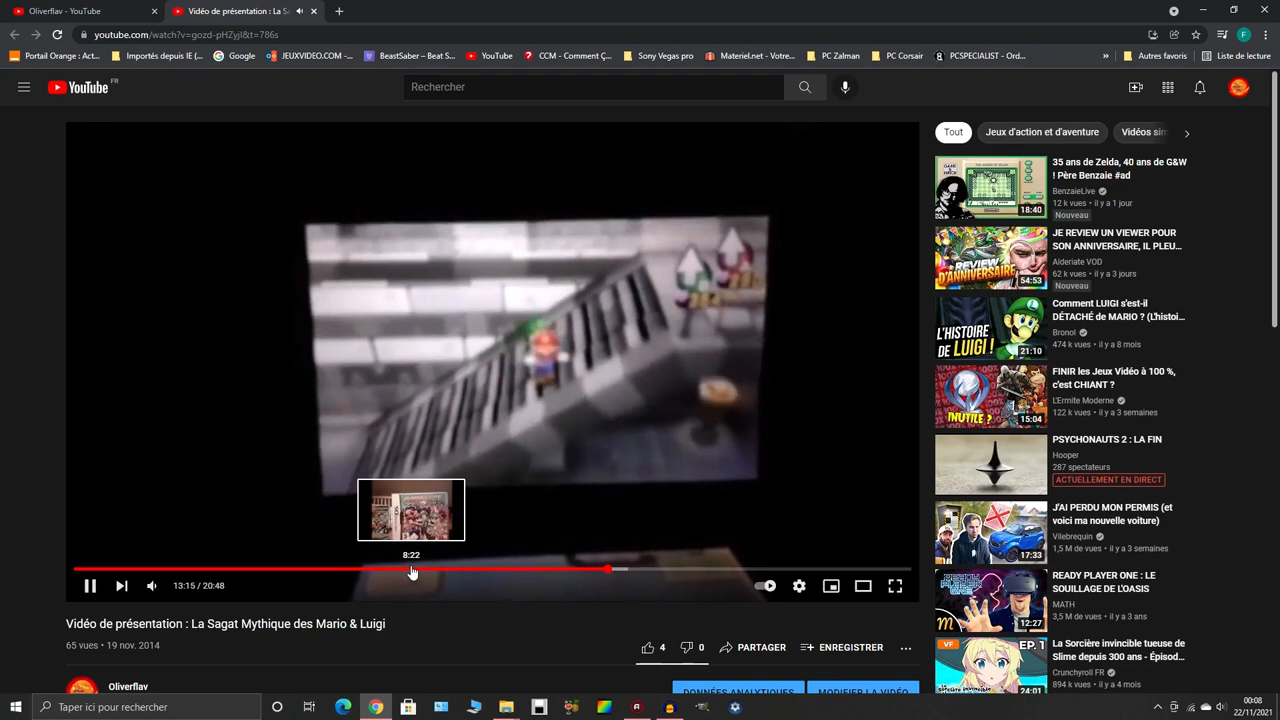 Oliverflav - YouTube
Vidéo de présentation : La Sa
youtube.com/watch?v=gozd-pHZyjI&t=786s
F
Portail Orange : Act...
Importés depuis IE (...
Google
JEUXVIDEO.COM - L...
BeastSaber – Beat S...
YouTube
CCM - Comment Ç...
Sony Vegas pro
Materiel.net - Votre...
PC Zalman
PC Corsair
PCSPECIALIST - Ord...
»
Autres favoris
Liste de lecture
YouTube FR
Rechercher
Tout
Jeux d'action et d'aventure
Vidéos sim
35 ans de Zelda, 40 ans de G&W
! Père Benzaie #ad
BenzaieLive
12 k vues • il y a 1 jour
Nouveau
18:40
JE REVIEW UN VIEWER POUR
SON ANNIVERSAIRE, IL PLEU...
Alderiate VOD
62 k vues • il y a 3 jours
Nouveau
REVIEW
D'ANNIVERSAIRE
54:53
Comment LUIGI s'est-il
DÉTACHÉ de MARIO ? (L'histoi...
Bronol
474 k vues • il y a 8 mois
L'HISTOIRE
DE LUIGI !
21:10
FINIR les Jeux Vidéo à 100 %,
c'est CHIANT ?
L'Ermite Moderne
122 k vues • il y a 3 semaines
INUTILE ?
15:04
PSYCHONAUTS 2 : LA FIN
Hooper
287 spectateurs
ACTUELLEMENT EN DIRECT
J'AI PERDU MON PERMIS (et
voici ma nouvelle voiture)
Vilebrequin
1,5 M de vues • il y a 3 semaines
17:33
READY PLAYER ONE : LE
SOUILLAGE DE L'OASIS
MATH
3,5 M de vues • il y a 3 ans
READY PLAYER ONE
12:27
La Sorcière invincible tueuse de
Slime depuis 300 ans - Épisod...
Crunchyroll FR
894 k vues • il y a 4 mois
VF
EP. 1
24:01
8:22
13:15 / 20:48
Vidéo de présentation : La Sagat Mythique des Mario & Luigi
65 vues • 19 nov. 2014
4
0
PARTAGER
ENREGISTRER
Oliverflav
DONNÉES ANALYTIQUES
MODIFIER LA VIDÉO
Taper ici pour rechercher
00:08
22/11/2021